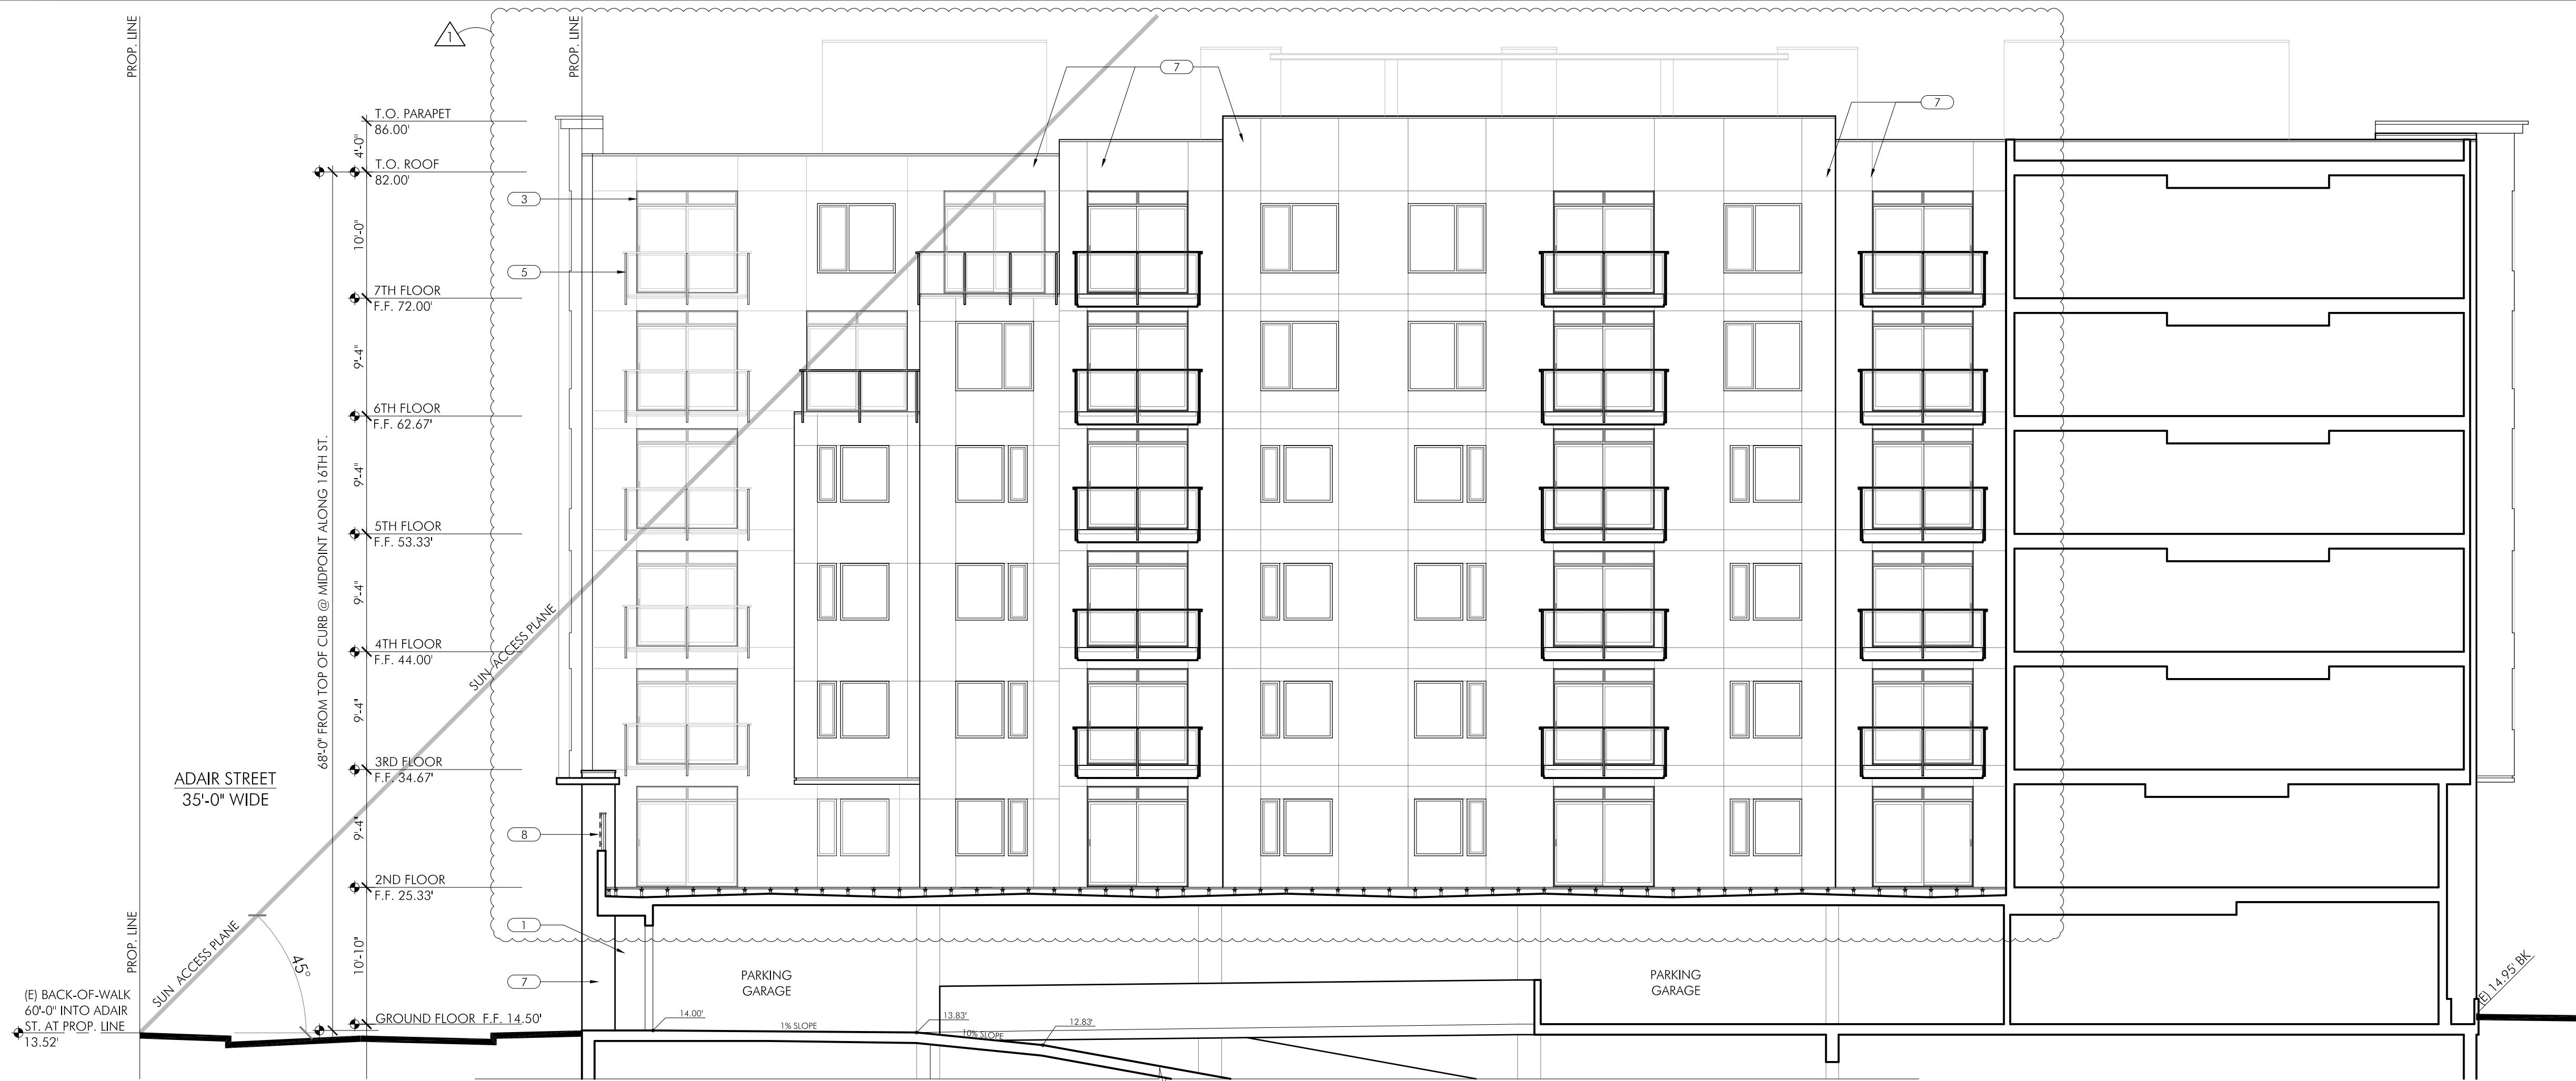 PROP. LINE
PROP. LINE
1
7
7
T.O. PARAPET
86.00'
4'-0"
T.O. ROOF
82.00'
3
10'-0"
5
7TH FLOOR
F.F. 72.00'
9'-4"
6TH FLOOR
F.F. 62.67'
68'-0" FROM TOP OF CURB @ MIDPOINT ALONG 16TH ST.
9'-4"
5TH FLOOR
F.F. 53.33'
9'-4"
SUN ACCESS PLANE
4TH FLOOR
F.F. 44.00'
9'-4"
3RD FLOOR
F.F. 34.67'
ADAIR STREET
35'-0" WIDE
9'-4"
8
2ND FLOOR
F.F. 25.33'
PROP. LINE
SUN ACCESS PLANE
45°
10'-10"
1
7
PARKING
GARAGE
PARKING
GARAGE
(E) BACK-OF-WALK
60'-0" INTO ADAIR
ST. AT PROP. LINE
13.52'
GROUND FLOOR F.F. 14.50'
14.00'
1% SLOPE
13.83'
10% SLOPE
12.83'
(E) 14.95' BK